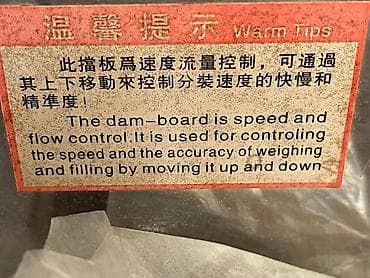 溫馨提示 Warm Tips
此擋板爲速度流量控制，可通過
其上下移動來控制分裝速度的快慢和
精準度！
The dam-board is speed and
flow control.It is used for controling
the speed and the accuracy of weighing
and filling by moving it up and down